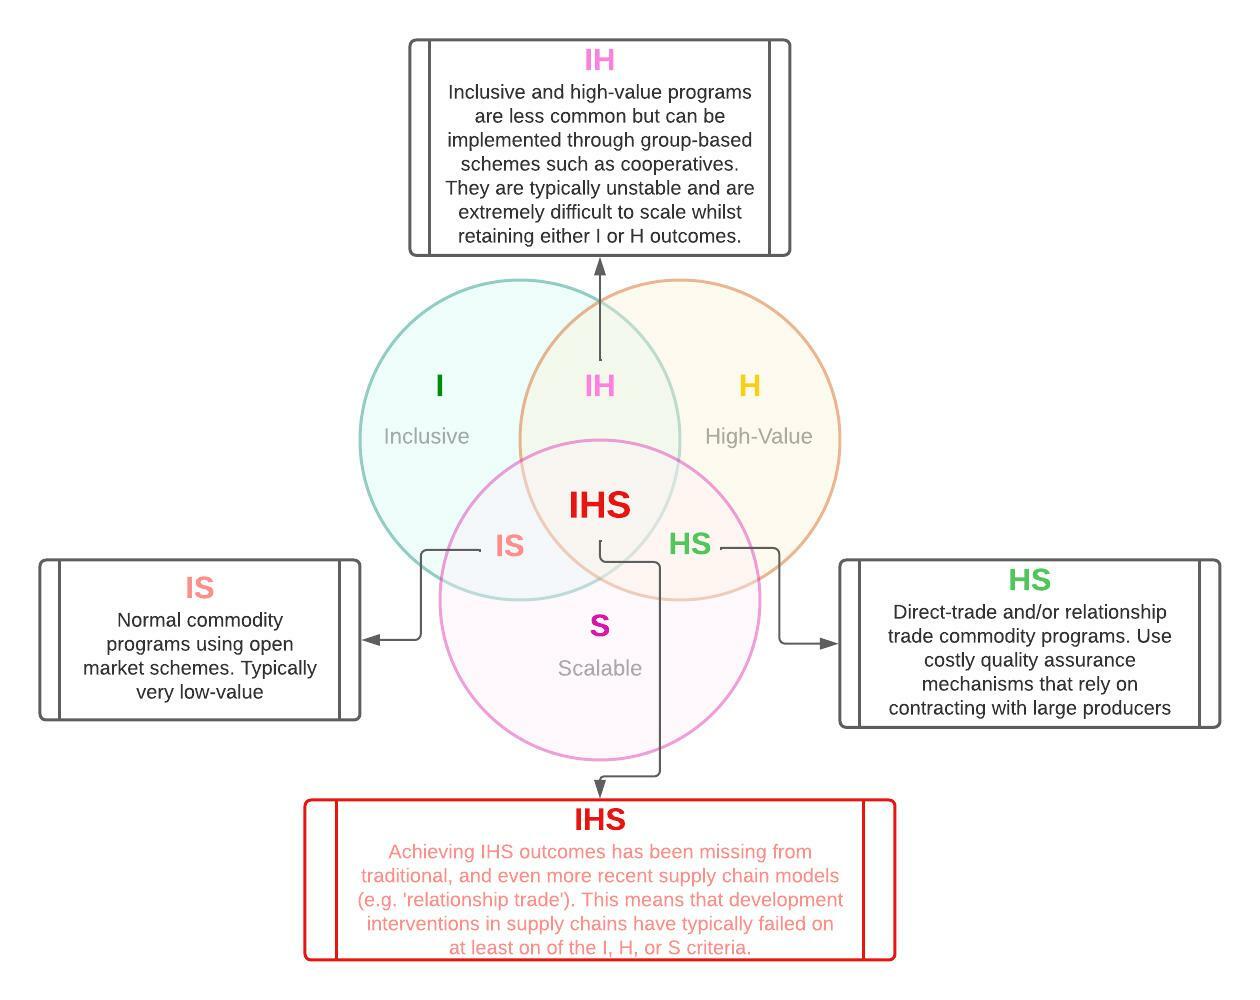 IH
Inclusive and high-value programs
are less common but can be
implemented through group-based
schemes such as cooperatives.
They are typically unstable and are
extremely difficult to scale whilst
retaining either I or H outcomes.
I
IH
H
Inclusive
High-Value
IHS
IS
HS
S
Scalable
IS
Normal commodity
programs using open
market schemes. Typically
very low-value
HS
Direct-trade and/or relationship
trade commodity programs. Use
costly quality assurance
mechanisms that rely on
contracting with large producers
IHS
Achieving IHS outcomes has been missing from
traditional, and even more recent supply chain models
(e.g. 'relationship trade'). This means that development
interventions in supply chains have typically failed on
at least on of the I, H, or S criteria.